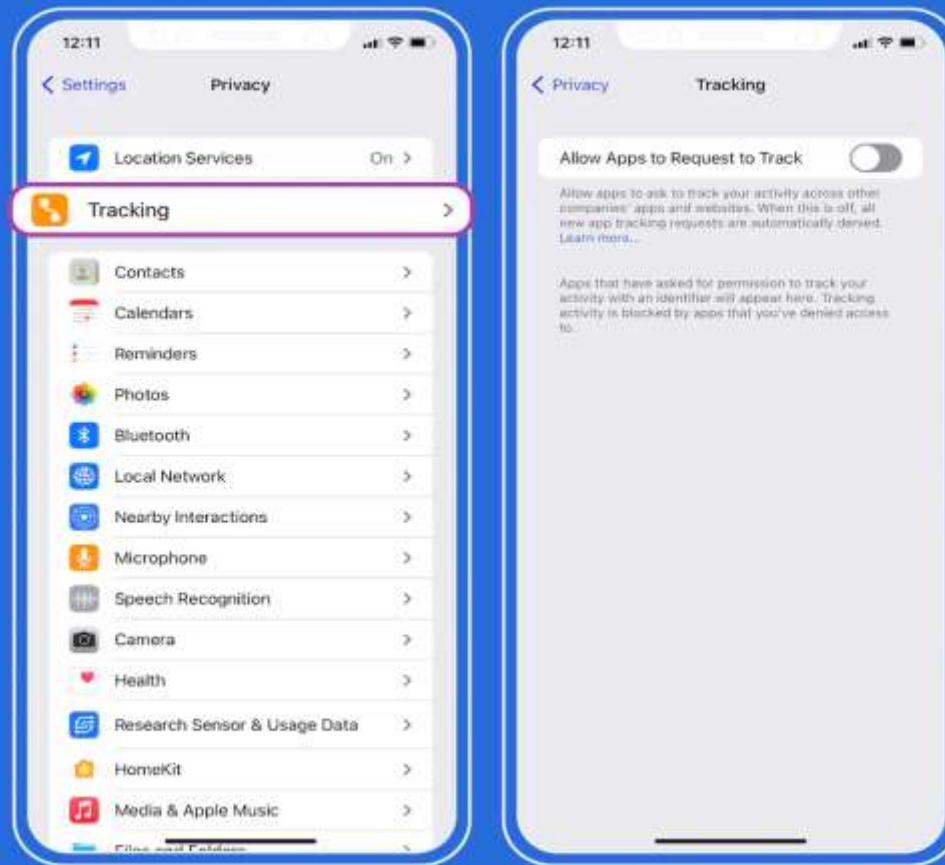 12:11
Settings
Privacy
Location Services
On
Tracking
Contacts
Calendars
Reminders
Photos
Bluetooth
Local Network
Nearby Interactions
Microphone
Speech Recognition
Camera
Health
Research Sensor & Usage Data
HomeKit
Media & Apple Music
Files and Folders
12:11
Privacy
Tracking
Allow Apps to Request to Track
Allow apps to ask to track your activity across other
companies' apps and websites. When this is off, all
new app tracking requests are automatically denied.
Learn more...
Apps that have asked for permission to track your
activity with an identifier will appear here. Tracking
activity is blocked by apps that you've denied access
to.